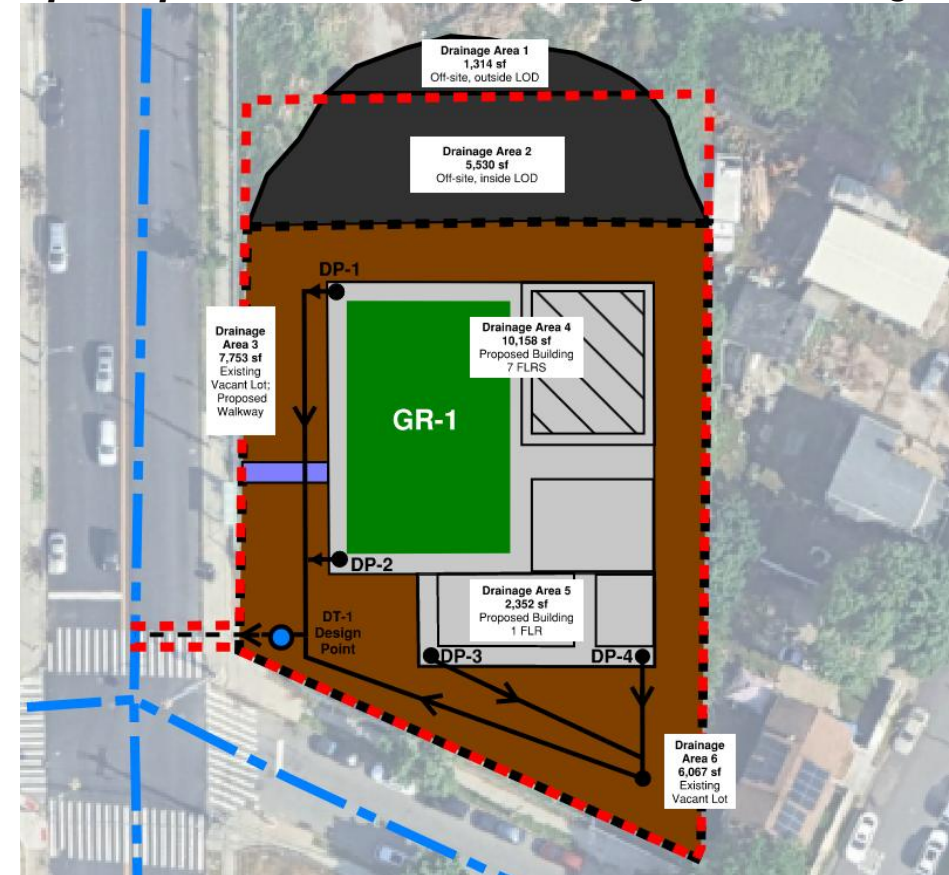 Drainage Area 1
1,314 sf
Off-site, outside LOD
Drainage Area 2
5,530 sf
Off-site, inside LOD
DP-1
Drainage
Area 3
7,753 sf
Existing
Vacant Lot;
Proposed
Walkway
Drainage Area 4
10,158 sf
Proposed Building
7 FLRS
GR-1
DP-2
Drainage Area 5
2,352 sf
Proposed Building
1 FLR
DT-1
Design
Point
DP-3
DP-4
Drainage
Area 6
6,067 sf
Existing
Vacant Lot